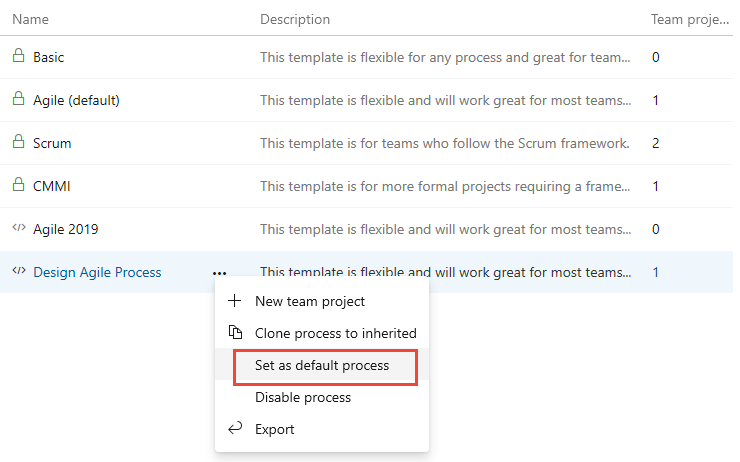 Name Description Team proje...
Basic This template is flexible for any process and great for team... 0
Agile (default) This template is flexible and will work great for most teams... 1
Scrum This template is for teams who follow the Scrum framework. 2
CMMI This template is for more formal projects requiring a frame... 1
Agile 2019 This template is flexible and will work great for most teams... 0
Design Agile Process ... This template is flexible and will work great for most teams... 1
New team project
Clone process to inherited
Set as default process
Disable process
Export